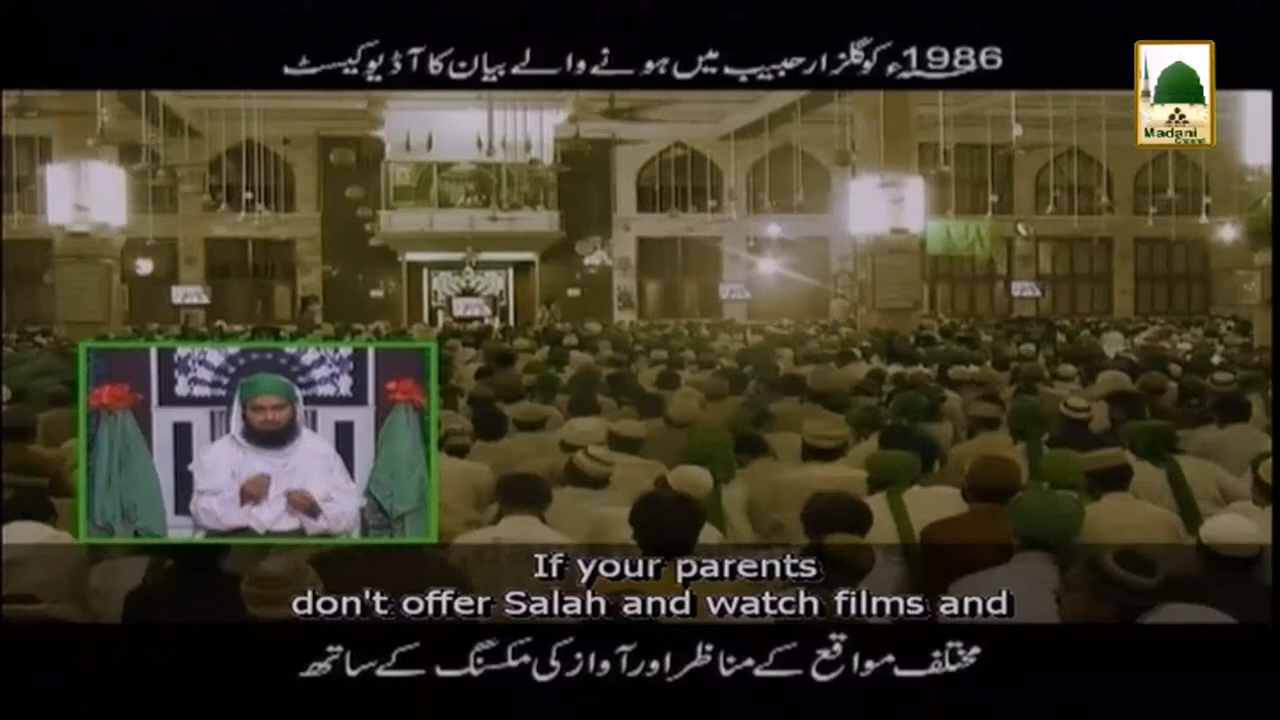 1986ء کو گلزار حبیب میں ہونے والے بیان کا آڈیو کیسٹ
Madani
Channel
If your parents
don't offer Salah and watch films and
مختلف مواقع کے مناظر اور آواز کی مکسنگ کے ساتھ